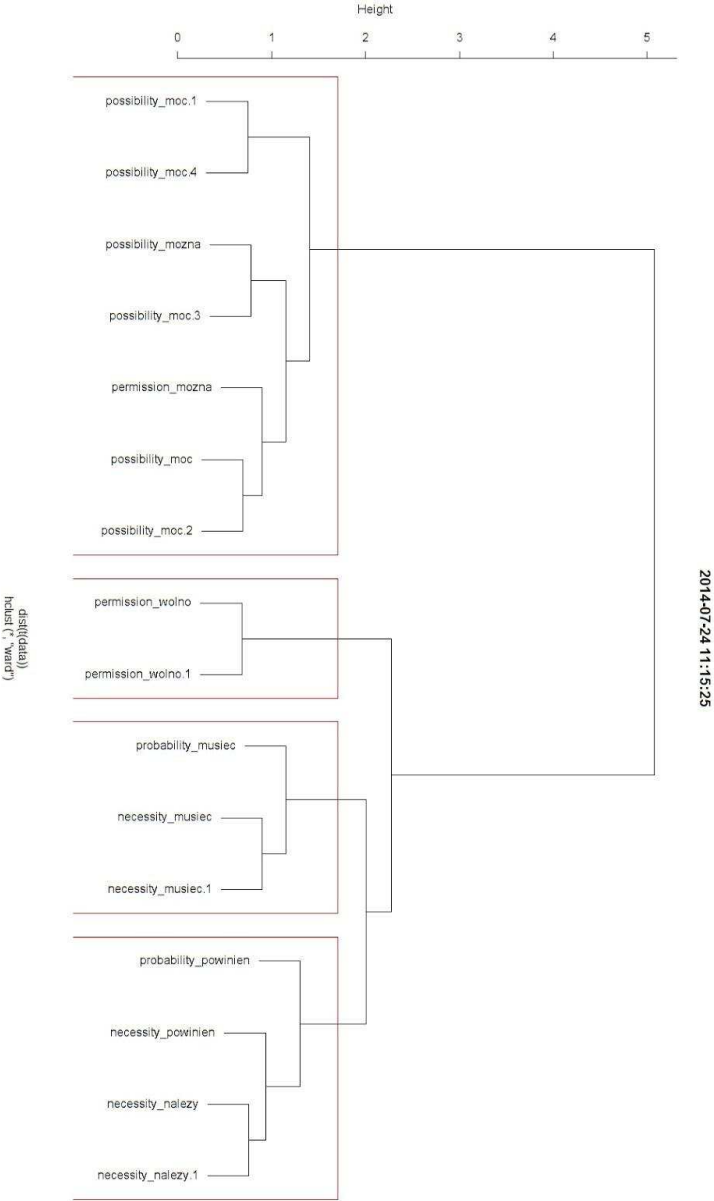 Height
0 1 2 3 4 5
possibility_moc.1
possibility_moc.4
possibility_mozna
possibility_moc.3
permission_mozna
possibility_moc
possibility_moc.2
permission_wolno
permission_wolno.1
probability_musiec
necessity_musiec
necessity_musiec.1
probability_powinien
necessity_powinien
necessity_nalezy
necessity_nalezy.1
2014-07-24 11:15:25
dist(t(data))
hclust (*, "ward")